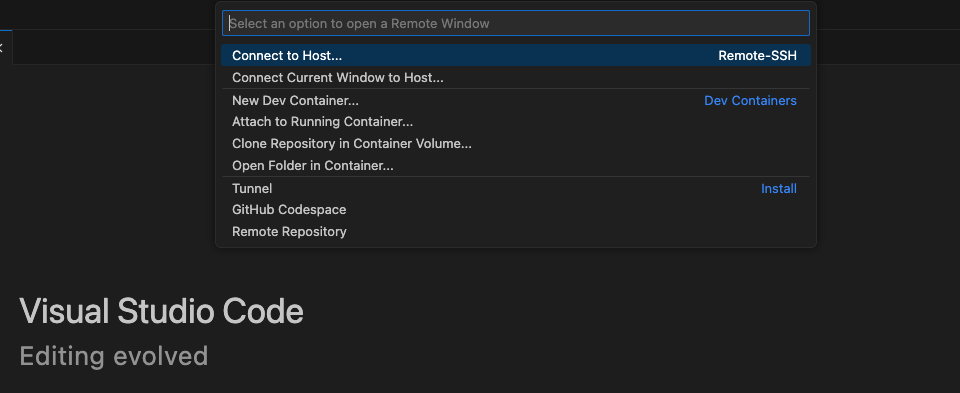 Select an option to open a Remote Window
Connect to Host... Remote-SSH
Connect Current Window to Host...
New Dev Container... Dev Containers
Attach to Running Container...
Clone Repository in Container Volume...
Open Folder in Container...
Tunnel Install
GitHub Codespace
Remote Repository
Visual Studio Code
Editing evolved